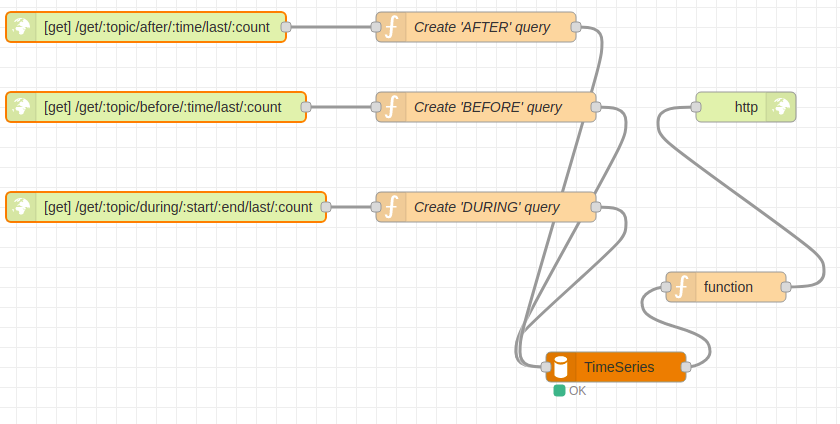 [get] /get/:topic/after/:time/last/:count
Create 'AFTER' query
[get] /get/:topic/before/:time/last/:count
Create 'BEFORE' query
http
[get] /get/:topic/during/:start/:end/last/:count
Create 'DURING' query
function
TimeSeries
OK